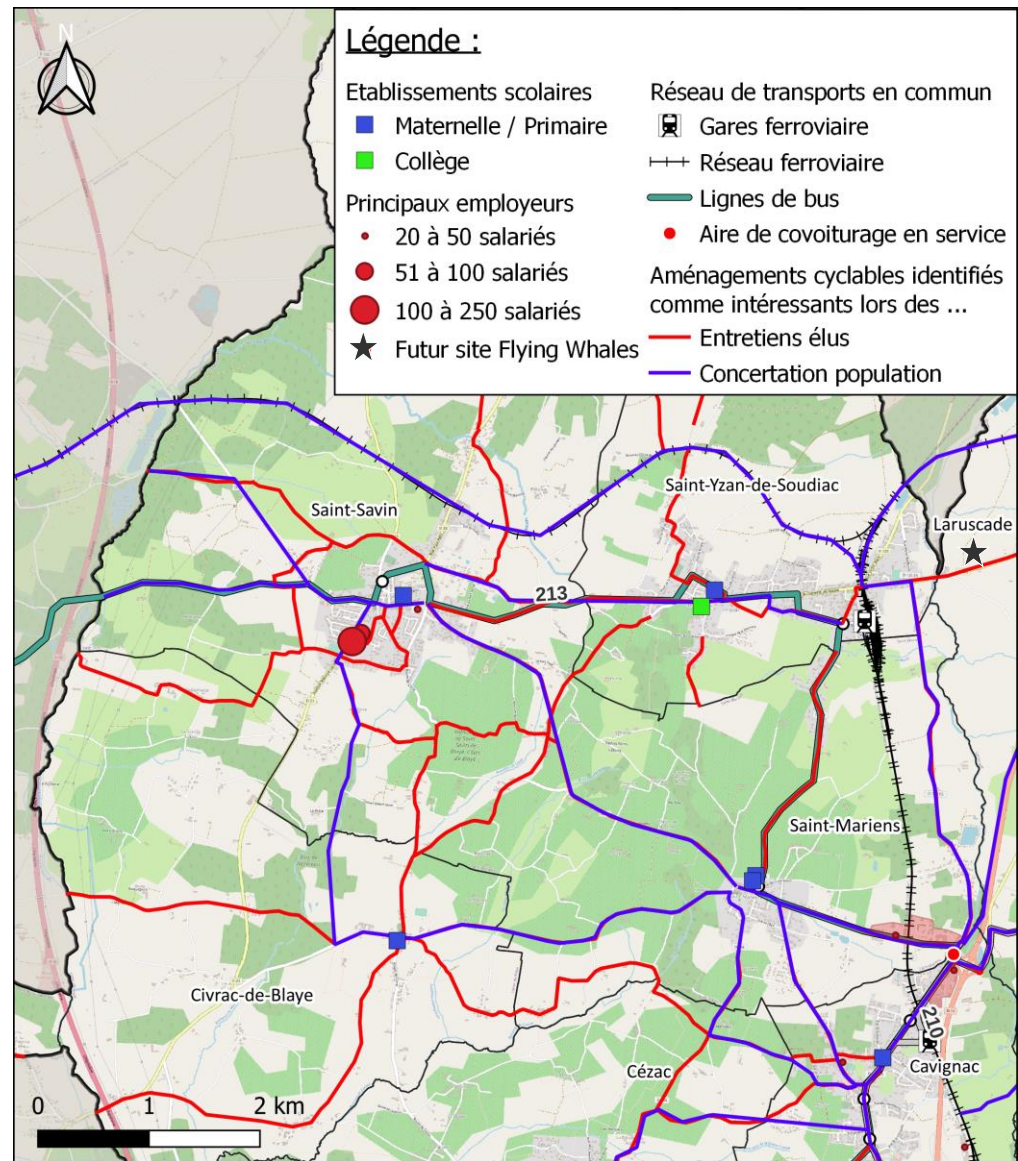 N
Légende :
Etablissements scolaires
Maternelle / Primaire
Collège
Principaux employeurs
20 à 50 salariés
51 à 100 salariés
100 à 250 salariés
Futur site Flying Whales
Réseau de transports en commun
Gares ferroviaire
Réseau ferroviaire
Lignes de bus
Aire de covoiturage en service
Aménagements cyclables identifiés
comme intéressants lors des ...
Entretiens élus
Concertation population
Saint-Yzan-de-Soudiac
Saint-Savin
Laruscade
213
Saint-Mariens
Civrac-de-Blaye
210
Cézac
Cavignac
0 1 2 km